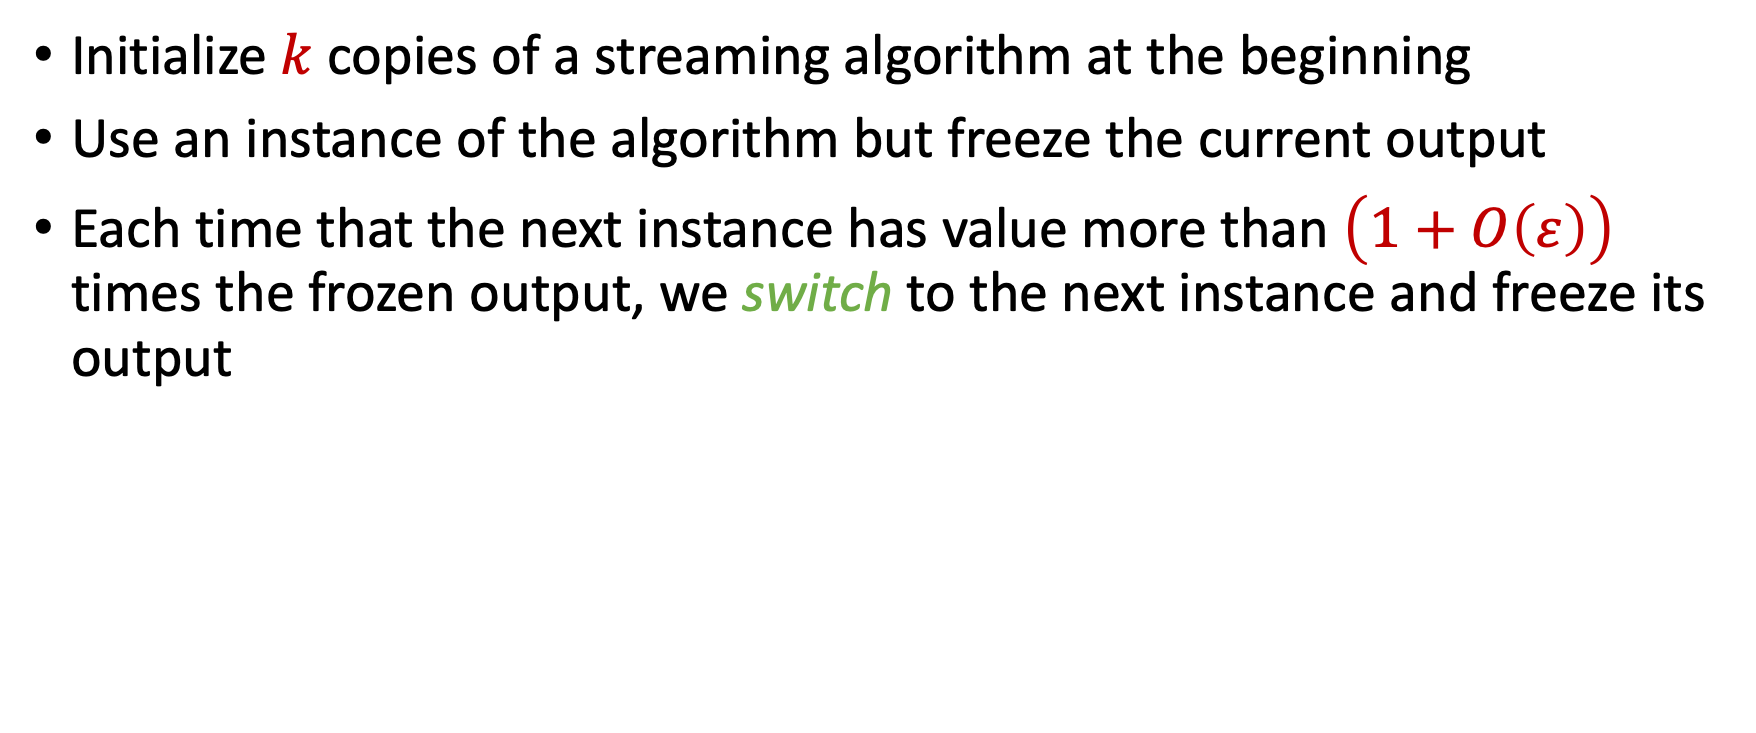 • Initialize k copies of a streaming algorithm at the beginning
• Use an instance of the algorithm but freeze the current output
• Each time that the next instance has value more than (1 + O(ε))
times the frozen output, we switch to the next instance and freeze its
output